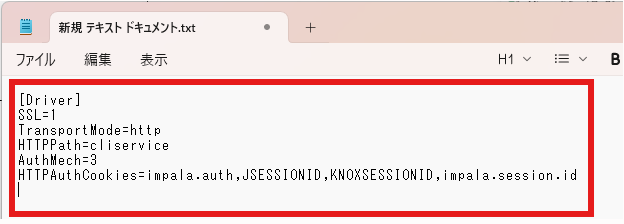 新規 テキスト ドキュメント.txt
ファイル 編集 表示 H1 B
[Driver]
SSL=1
TransportMode=http
HTTPPath=cliservice
AuthMech=3
HTTPAuthCookies=impala.auth,JSESSIONID,KNOXSESSIONID,impala.session.id